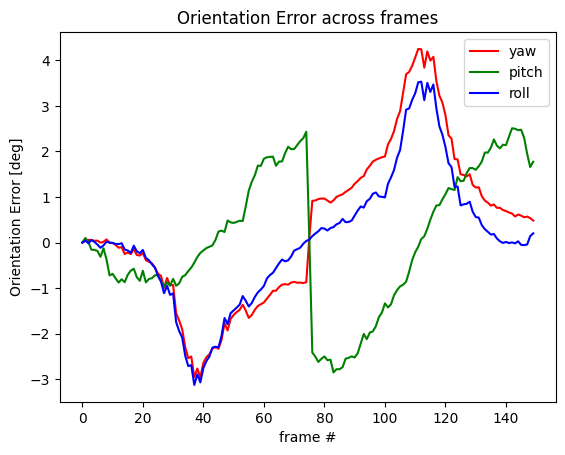 Orientation Error across frames
Orientation Error [deg]
4
3
2
1
0
−1
−2
−3
yaw
pitch
roll
0 20 40 60 80 100 120 140
frame #